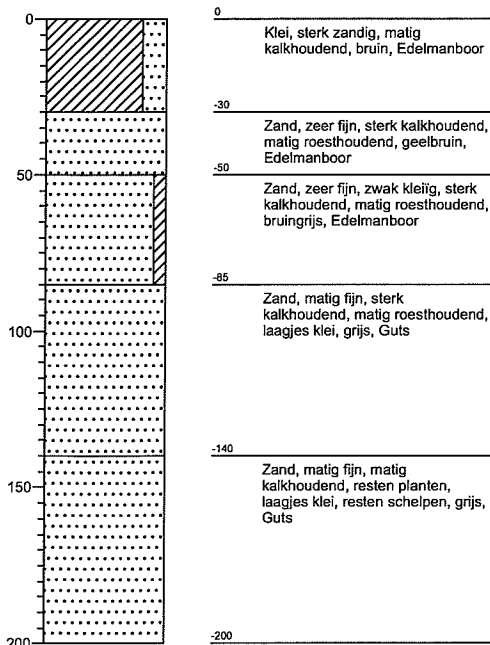 0
0
Klei, sterk zandig, matig
kalkhoudend, bruin, Edelmanboor
-30
Zand, zeer fijn, sterk kalkhoudend,
matig roesthoudend, geelbruin,
Edelmanboor
50
-50
Zand, zeer fijn, zwak kleiïg, sterk
kalkhoudend, matig roesthoudend,
bruingrijs, Edelmanboor
-85
Zand, matig fijn, sterk
kalkhoudend, matig roesthoudend,
laagjes klei, grijs, Guts
100
-140
Zand, matig fijn, matig
kalkhoudend, resten planten,
laagjes klei, resten schelpen, grijs,
Guts
150
200
-200